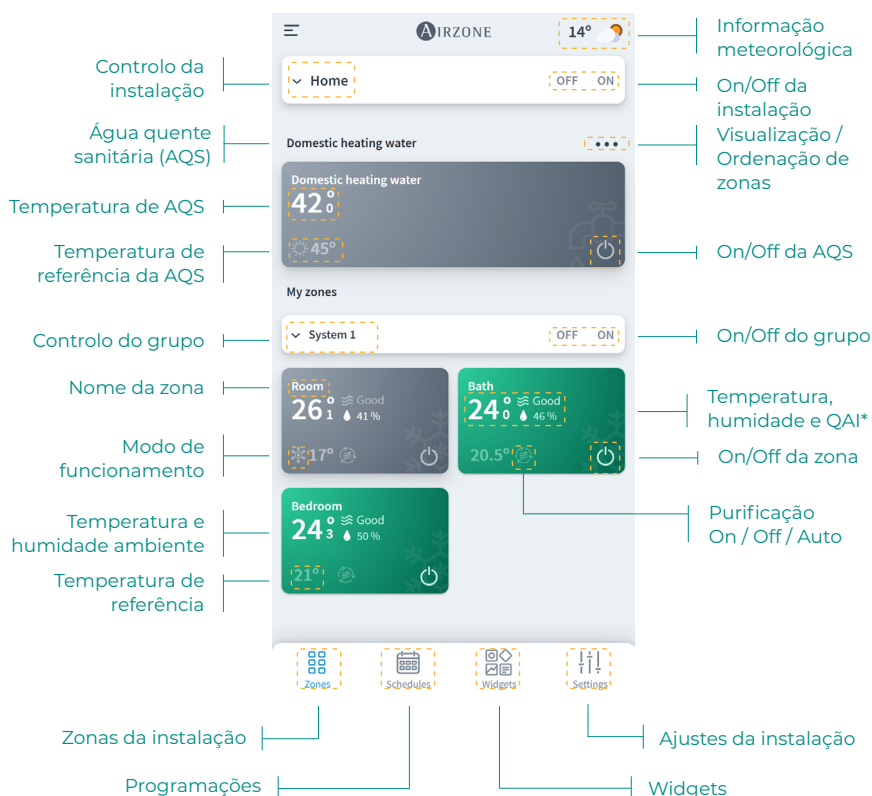 AIRZONE
14°
Informação
meteorológica
Controlo da
instalação
Home
OFF ON
On/Off da
instalação
Água quente
sanitária (AQS)
Domestic heating water
•••
Visualização /
Ordenação de
zonas
Domestic heating water
42°0
Temperatura de AQS
45°
Temperatura de
referência da AQS
On/Off da AQS
My zones
Controlo do grupo
System 1
OFF ON
On/Off do grupo
Nome da zona
Room
26°1 Good
41 %
17°
Bath
24°0 Good
46 %
20.5°
Temperatura,
humidade e QAI*
Modo de
funcionamento
On/Off da zona
Bedroom
24°3 Good
50 %
21°
Purificação
On / Off / Auto
Temperatura e
humidade ambiente
Temperatura de
referência
Zones
Schedules
Widgets
Settings
Zonas da instalação
Ajustes da instalação
Programações
Widgets